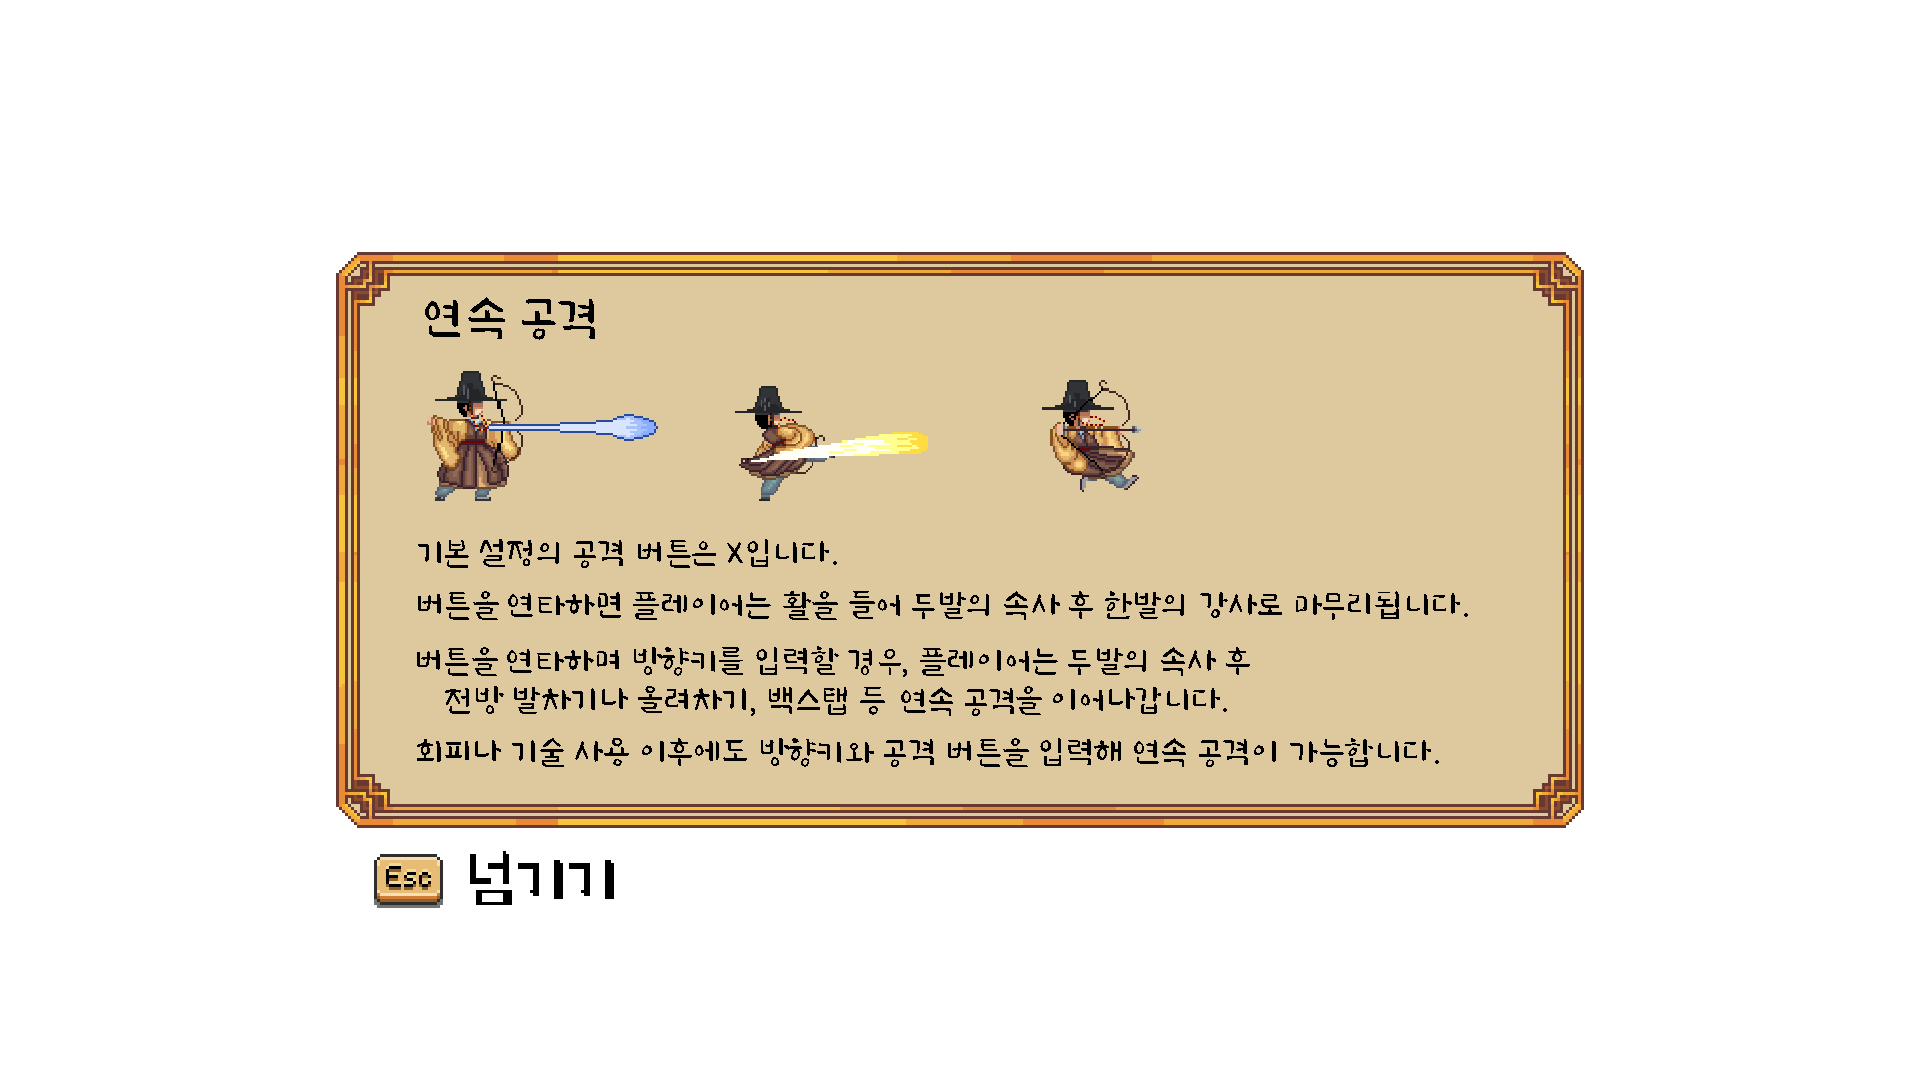 연속 공격
기본 설정의 공격 버튼은 X입니다.
버튼을 연타하면 플레이어는 활을 들어 두발의 속사 후 한발의 강사로 마무리됩니다.
버튼을 연타하며 방향키를 입력할 경우, 플레이어는 두발의 속사 후
전방 발차기나 올려차기, 백스탭 등 연속 공격을 이어나갑니다.
회피나 기술 사용 이후에도 방향키와 공격 버튼을 입력해 연속 공격이 가능합니다.
Esc 넘기기